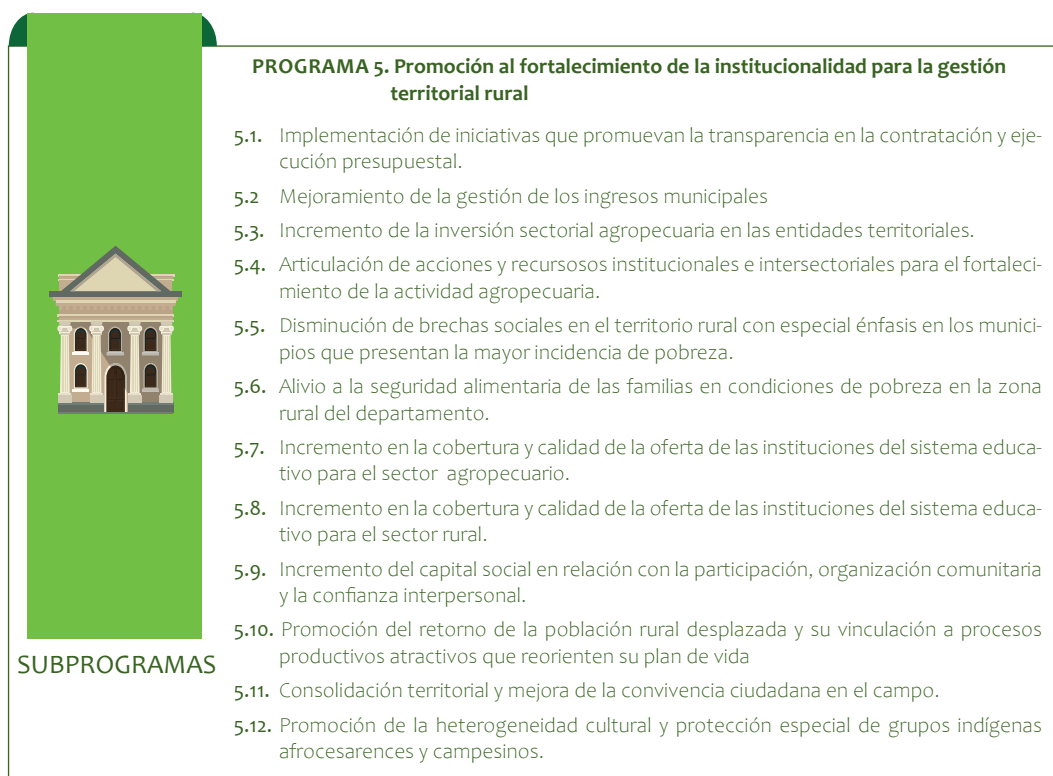 PROGRAMA 5. Promoción al fortalecimiento de la institucionalidad para la gestión
territorial rural
5.1. Implementación de iniciativas que promuevan la transparencia en la contratación y eje-
cución presupuestal.
5.2 Mejoramiento de la gestión de los ingresos municipales
5.3. Incremento de la inversión sectorial agropecuaria en las entidades territoriales.
5.4. Articulación de acciones y recursosos institucionales e intersectoriales para el fortaleci-
miento de la actividad agropecuaria.
5.5. Disminución de brechas sociales en el territorio rural con especial énfasis en los munici-
pios que presentan la mayor incidencia de pobreza.
5.6. Alivio a la seguridad alimentaria de las familias en condiciones de pobreza en la zona
rural del departamento.
5.7. Incremento en la cobertura y calidad de la oferta de las instituciones del sistema educa-
tivo para el sector agropecuario.
5.8. Incremento en la cobertura y calidad de la oferta de las instituciones del sistema educa-
tivo para el sector rural.
5.9. Incremento del capital social en relación con la participación, organización comunitaria
y la confianza interpersonal.
5.10. Promoción del retorno de la población rural desplazada y su vinculación a procesos
productivos atractivos que reorienten su plan de vida
5.11. Consolidación territorial y mejora de la convivencia ciudadana en el campo.
5.12. Promoción de la heterogeneidad cultural y protección especial de grupos indígenas
afrocesarences y campesinos.
SUBPROGRAMAS